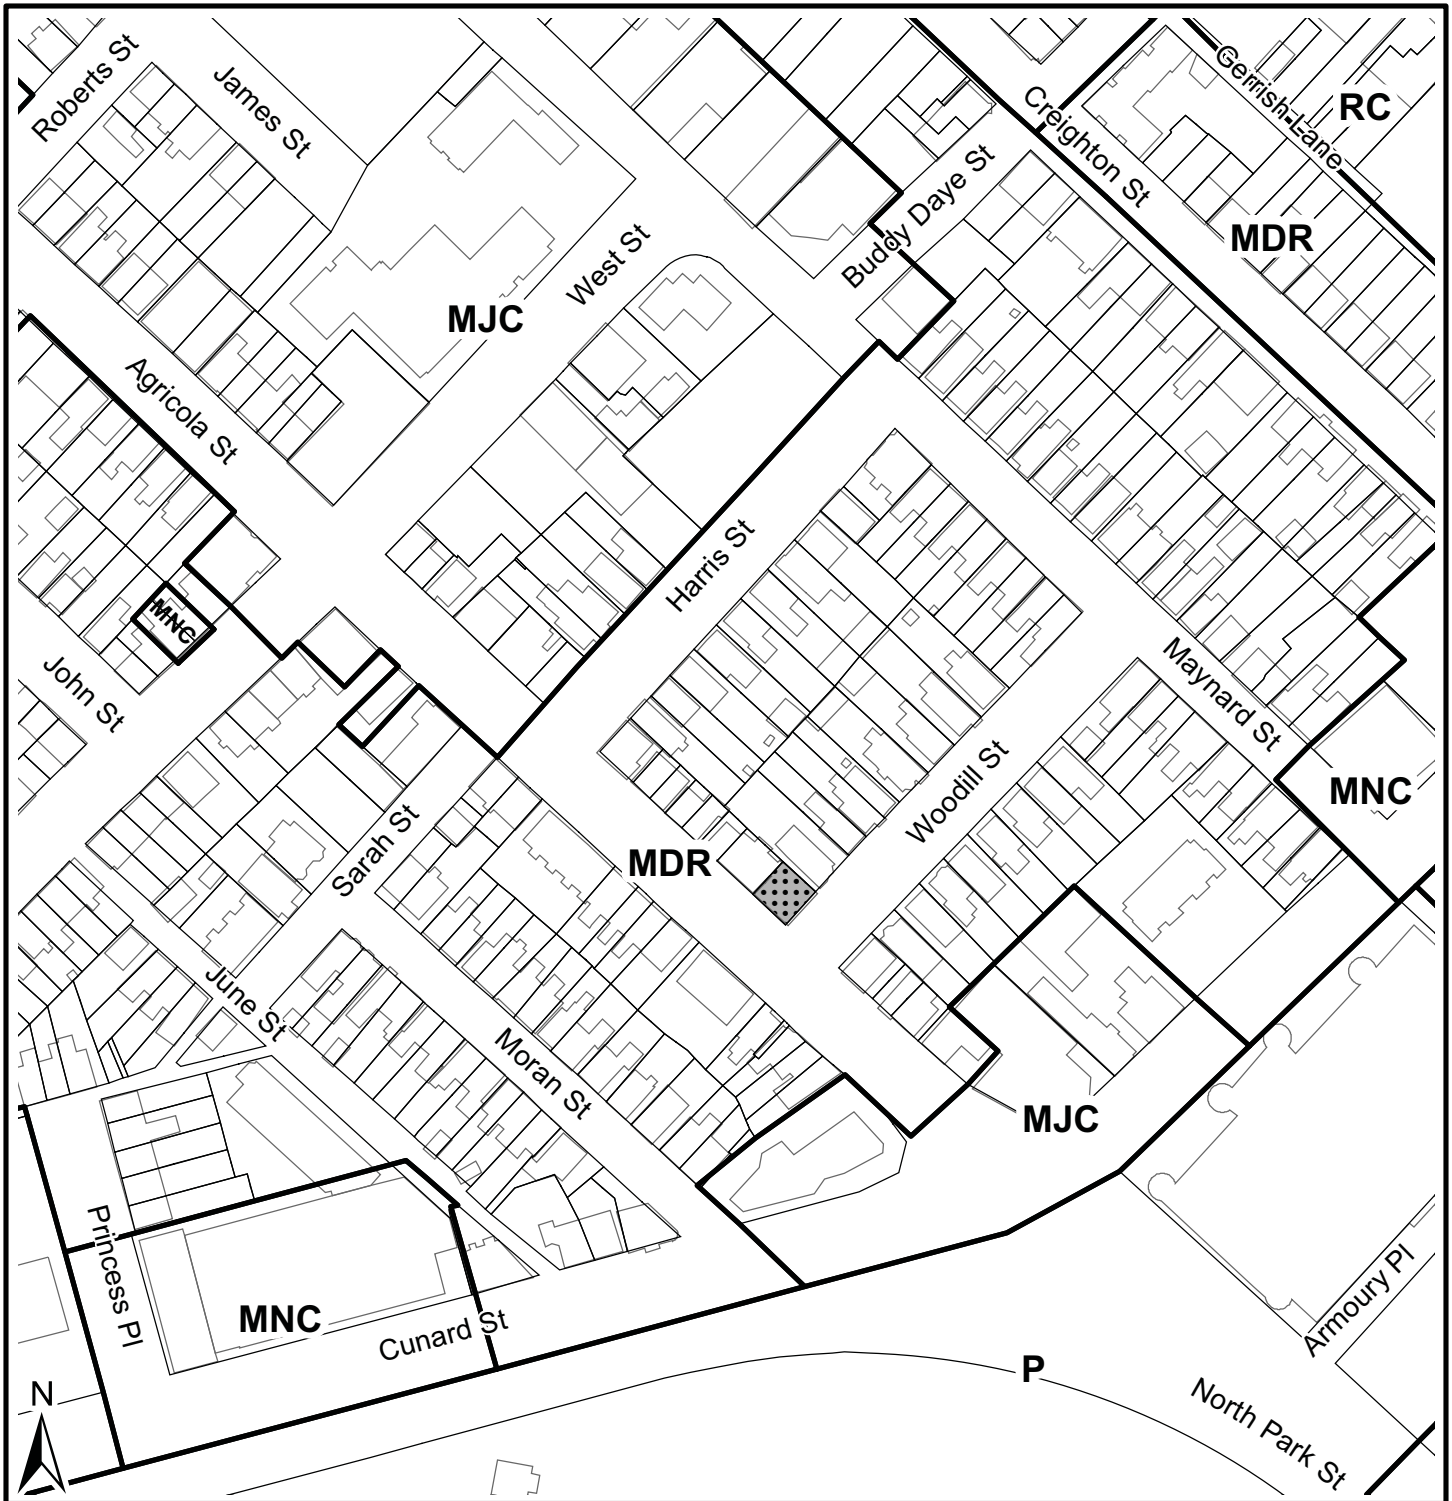 Roberts St
James St
Gerrish Lane
RC
Creighton St
Buddy Daye St
MDR
West St
MJC
Agricola St
Harris St
MNC
John St
Maynard St
Woodill St
MNC
Sarah St
MDR
June St
Moran St
MJC
Princess Pl
MNC
Cunard St
Armoury Pl
P
N
North Park St